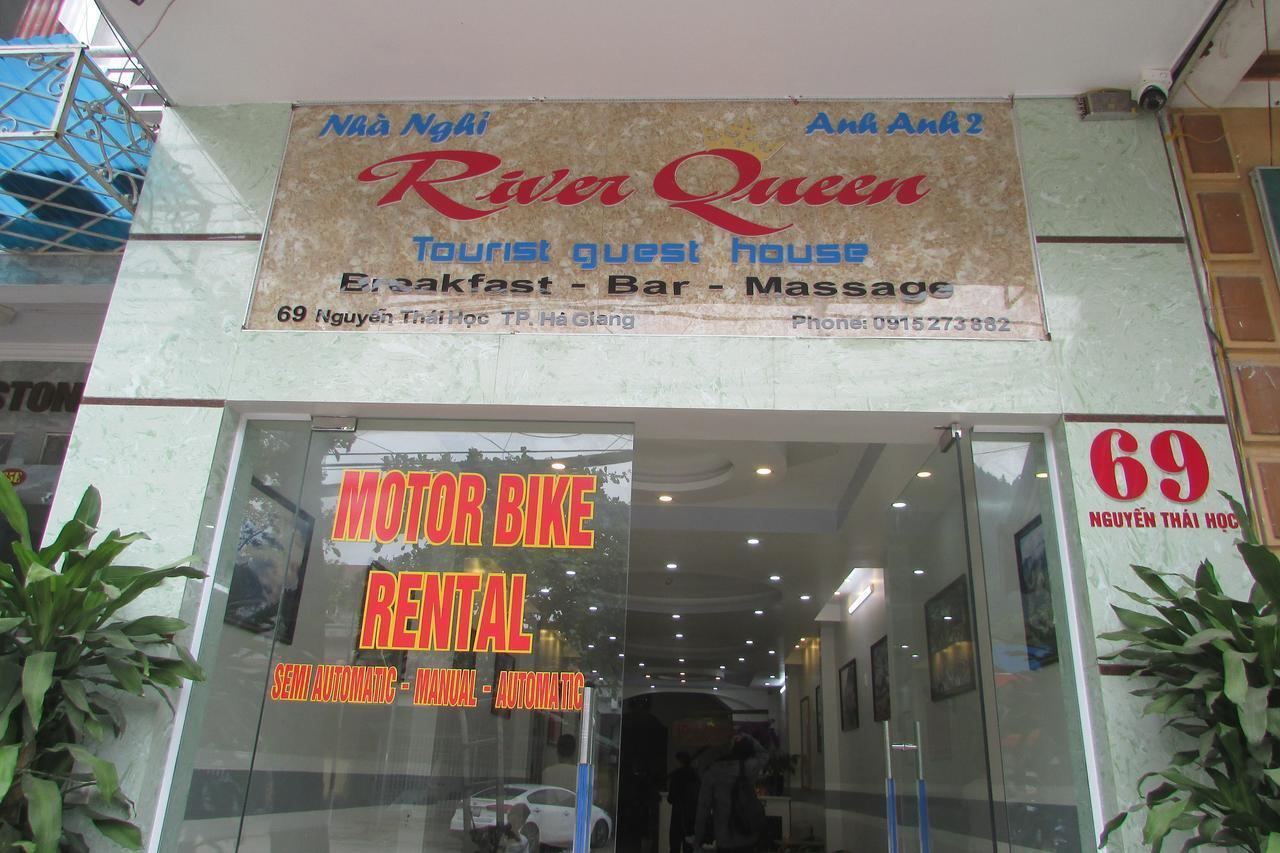 Nhà Nghỉ Anh Anh 2
River Queen
Tourist guest house
Breakfast - Bar - Massage
69 Nguyễn Thái Học TP. Hà Giang Phone: 0915273882
MOTOR BIKE
RENTAL
SEMI AUTOMATIC - MANUAL - AUTOMATIC
69
NGUYỄN THÁI HỌC
STON